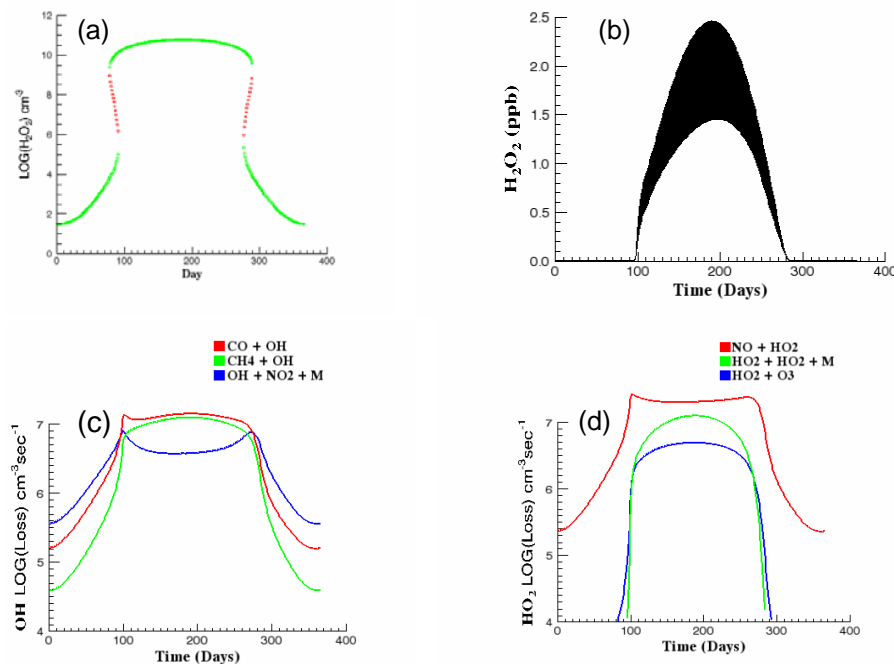 (a)
LOG(H₂O₂) cm⁻³
12
10
8
6
4
2
0
0 100 200 300 400
Day
(b)
H₂O₂ (ppb)
2.5
2.0
1.5
1.0
0.5
0.0
0 100 200 300 400
Time (Days)
CO + OH
CH4 + OH
OH + NO2 + M
(c)
OH LOG(Loss) cm⁻³sec⁻¹
7
6
5
4
0 100 200 300 400
Time (Days)
NO + HO2
HO2 + HO2 + M
HO2 + O3
(d)
HO₂ LOG(Loss) cm⁻³sec⁻¹
7
6
5
4
0 100 200 300 400
Time (Days)